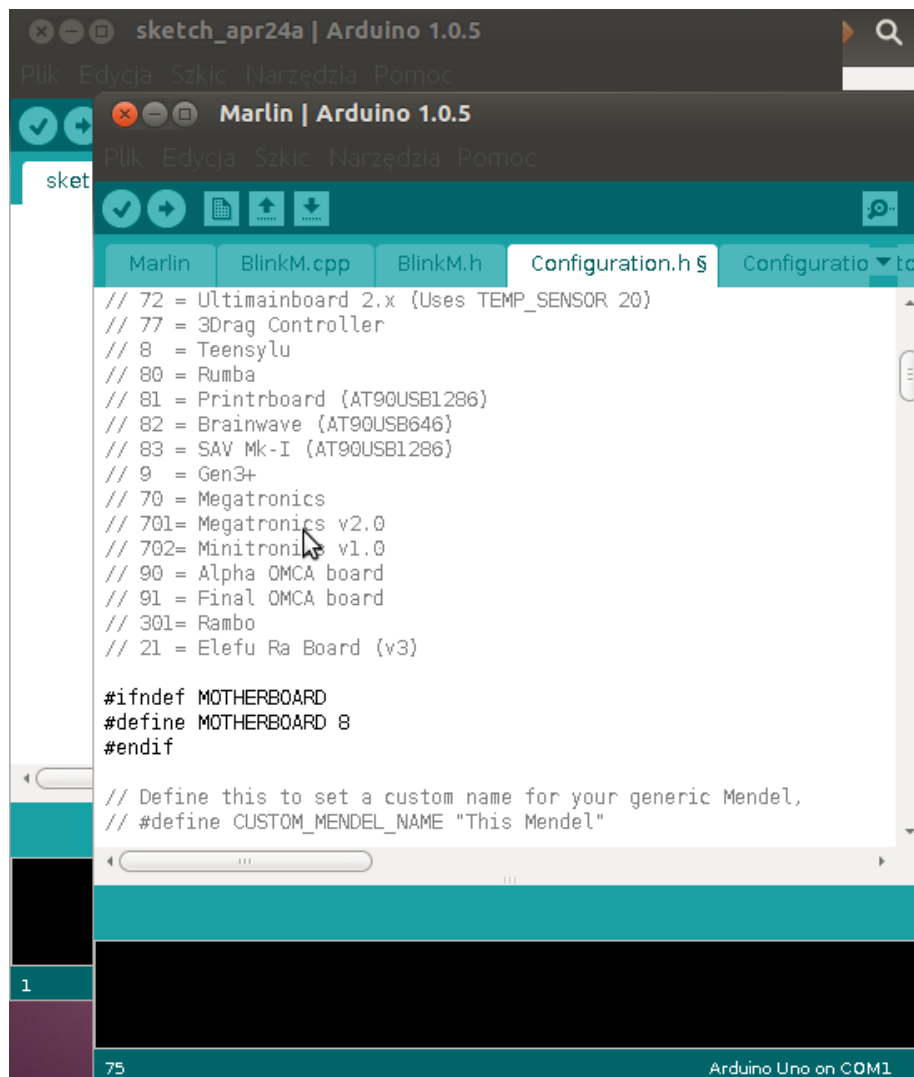 sketch_apr24a | Arduino 1.0.5
Plik Edycja Szkic Narzędzia Pomoc
Marlin | Arduino 1.0.5
Plik Edycja Szkic Narzędzia Pomoc
sket
Marlin BlinkM.cpp BlinkM.h Configuration.h § Configuratio to
// 72 = Ultimainboard 2.x (Uses TEMP_SENSOR 20)
// 77 = 3Drag Controller
// 8 = Teensylu
// 80 = Rumba
// 81 = Printrboard (AT90USB1286)
// 82 = Brainwave (AT90USB646)
// 83 = SAV Mk-I (AT90USB1286)
// 9 = Gen3+
// 70 = Megatronics
// 701= Megatronics v2.0
// 702= Minitronics v1.0
// 90 = Alpha OMCA board
// 91 = Final OMCA board
// 301= Rambo
// 21 = Elefu Ra Board (v3)
#ifndef MOTHERBOARD
#define MOTHERBOARD 8
#endif
// Define this to set a custom name for your generic Mendel,
// #define CUSTOM_MENDEL_NAME "This Mendel"
1
75 Arduino Uno on COM1